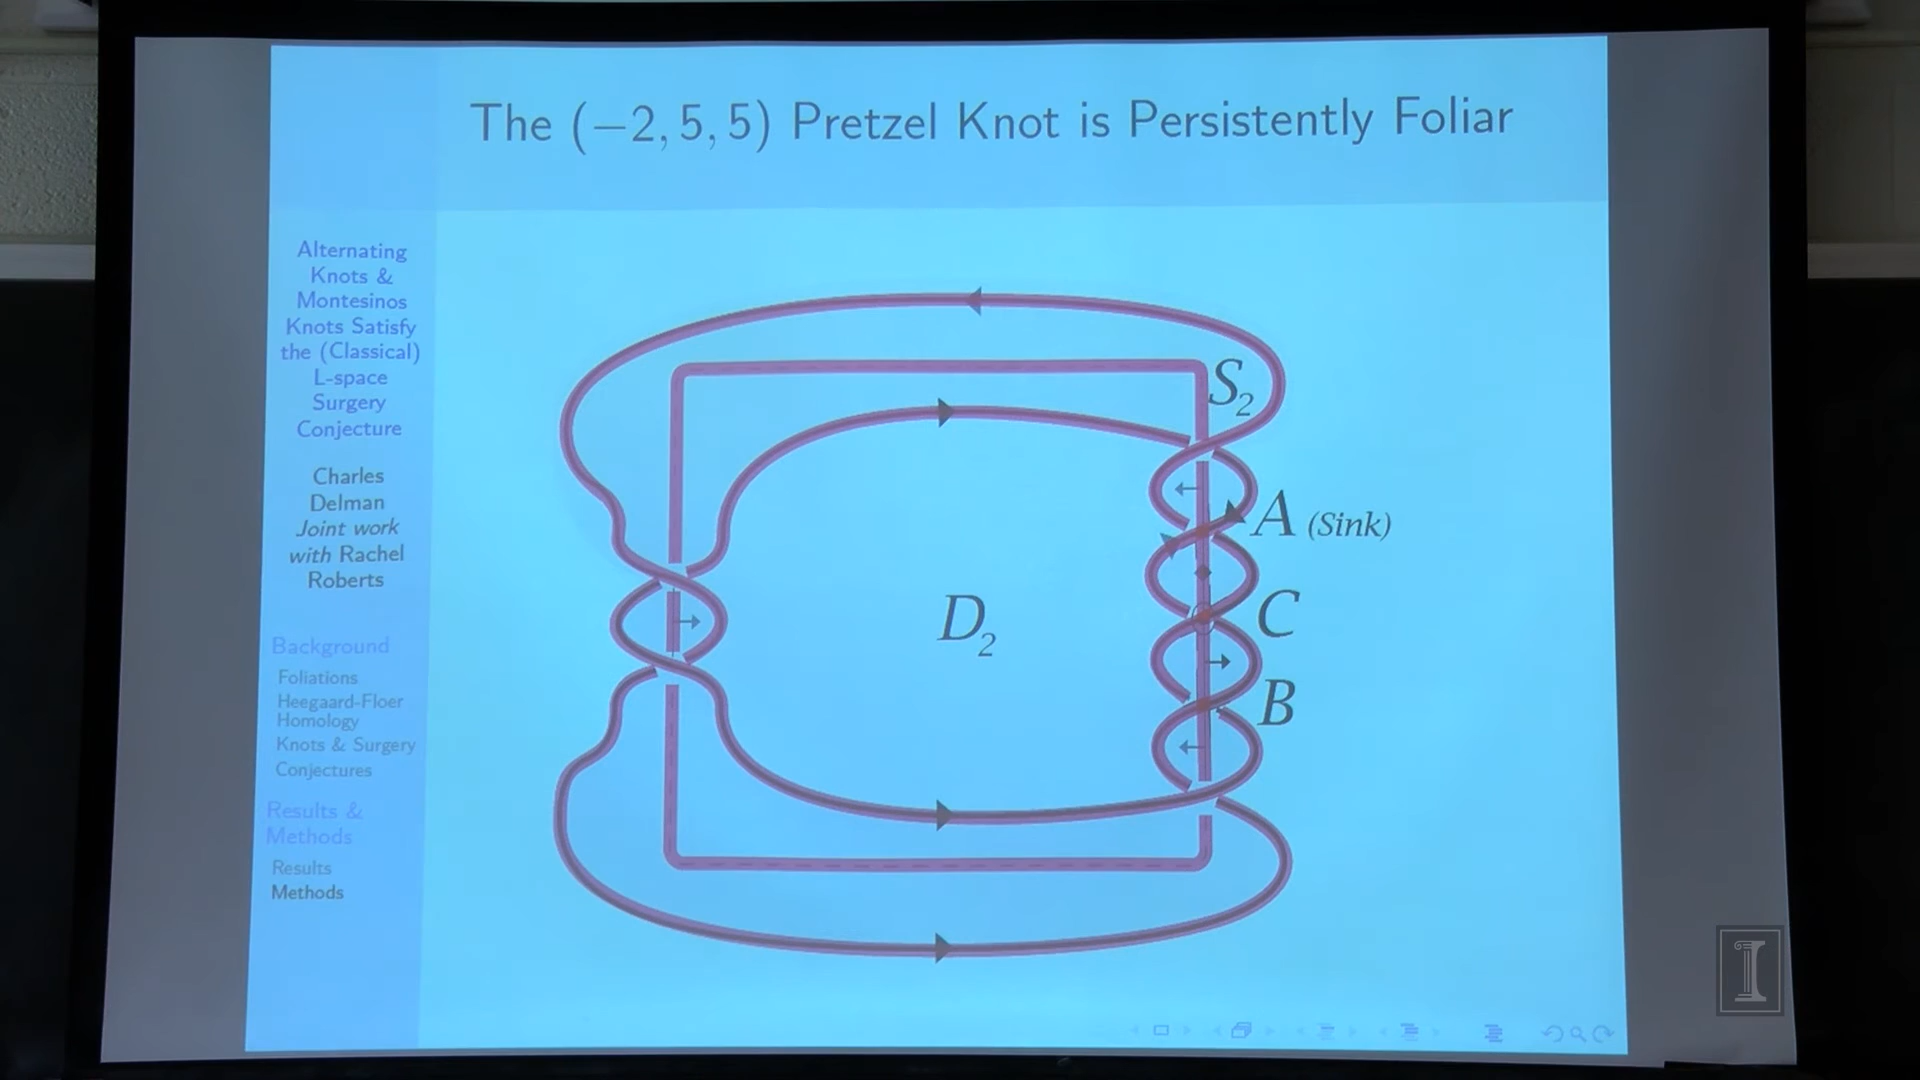 The (−2, 5, 5) Pretzel Knot is Persistently Foliar
Alternating
Knots &
Montesinos
Knots Satisfy
the (Classical)
L-space
Surgery
Conjecture
Charles
Delman
Joint work
with Rachel
Roberts
Background
Foliations
Heegaard-Floer
Homology
Knots & Surgery
Conjectures
Results &
Methods
Results
Methods
S2
A (Sink)
D2
C
B
I